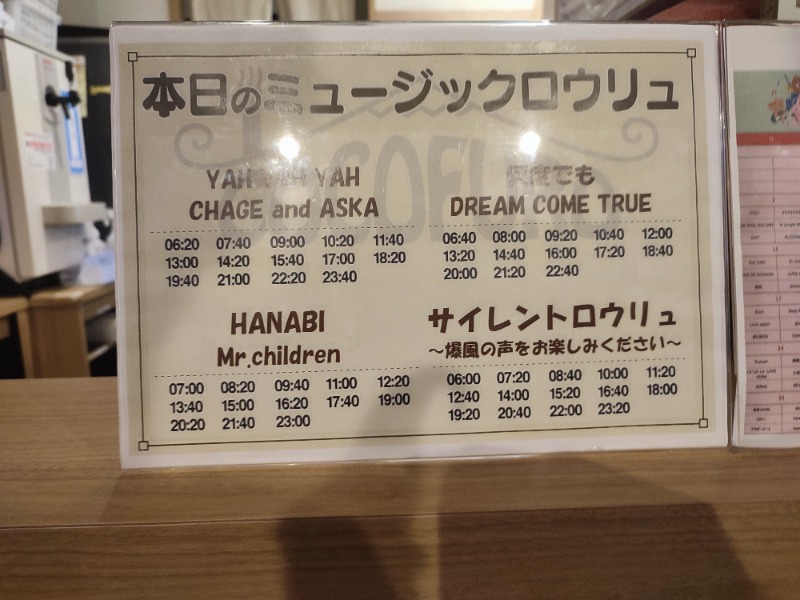 本日のミュージックロウリュ
YAH YAH YAH
CHAGE and ASKA
06:20 07:40 09:00 10:20 11:40
13:00 14:20 15:40 17:00 18:20
19:40 21:00 22:20 23:40
何度でも
DREAM COME TRUE
06:40 08:00 09:20 10:40 12:00
13:20 14:40 16:00 17:20 18:40
20:00 21:20 22:40
HANABI
Mr.children
07:00 08:20 09:40 11:00 12:20
13:40 15:00 16:20 17:40 19:00
20:20 21:40 23:00
サイレントロウリュ
~爆風の声をお楽しみください~
06:00 07:20 08:40 10:00 11:20
12:40 14:00 15:20 16:40 18:00
19:20 20:40 22:00 23:20